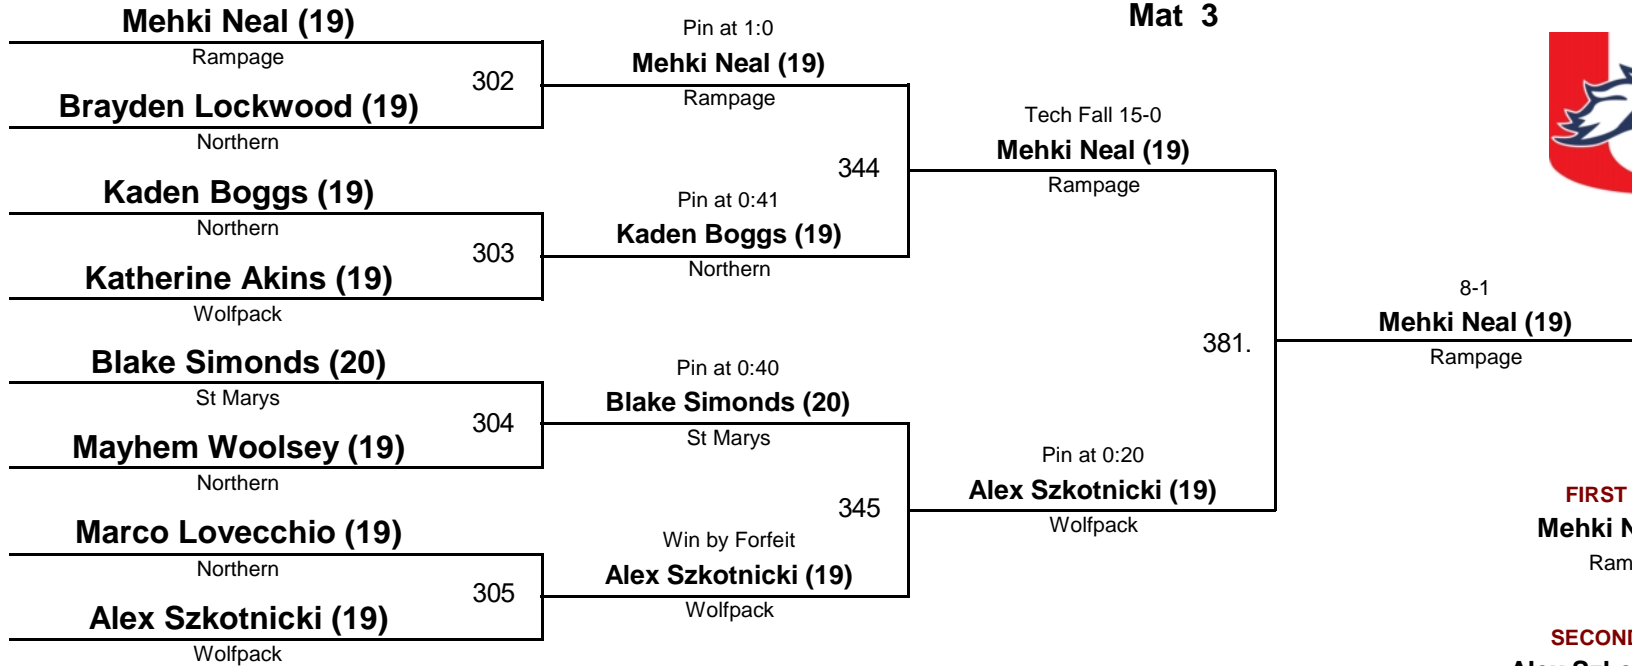 Mat 3
Mehki Neal (19)
Rampage
302
Brayden Lockwood (19)
Northern
Kaden Boggs (19)
Northern
303
Katherine Akins (19)
Wolfpack
Blake Simonds (20)
St Marys
304
Mayhem Woolsey (19)
Northern
Marco Lovecchio (19)
Northern
305
Alex Szkotnicki (19)
Wolfpack
Pin at 1:0
Mehki Neal (19)
Rampage
344
Pin at 0:41
Kaden Boggs (19)
Northern
Pin at 0:40
Blake Simonds (20)
St Marys
345
Win by Forfeit
Alex Szkotnicki (19)
Wolfpack
Tech Fall 15-0
Mehki Neal (19)
Rampage
381.
Pin at 0:20
Alex Szkotnicki (19)
Wolfpack
8-1
Mehki Neal (19)
Rampage
FIRST
Mehki N
Ram
SECOND